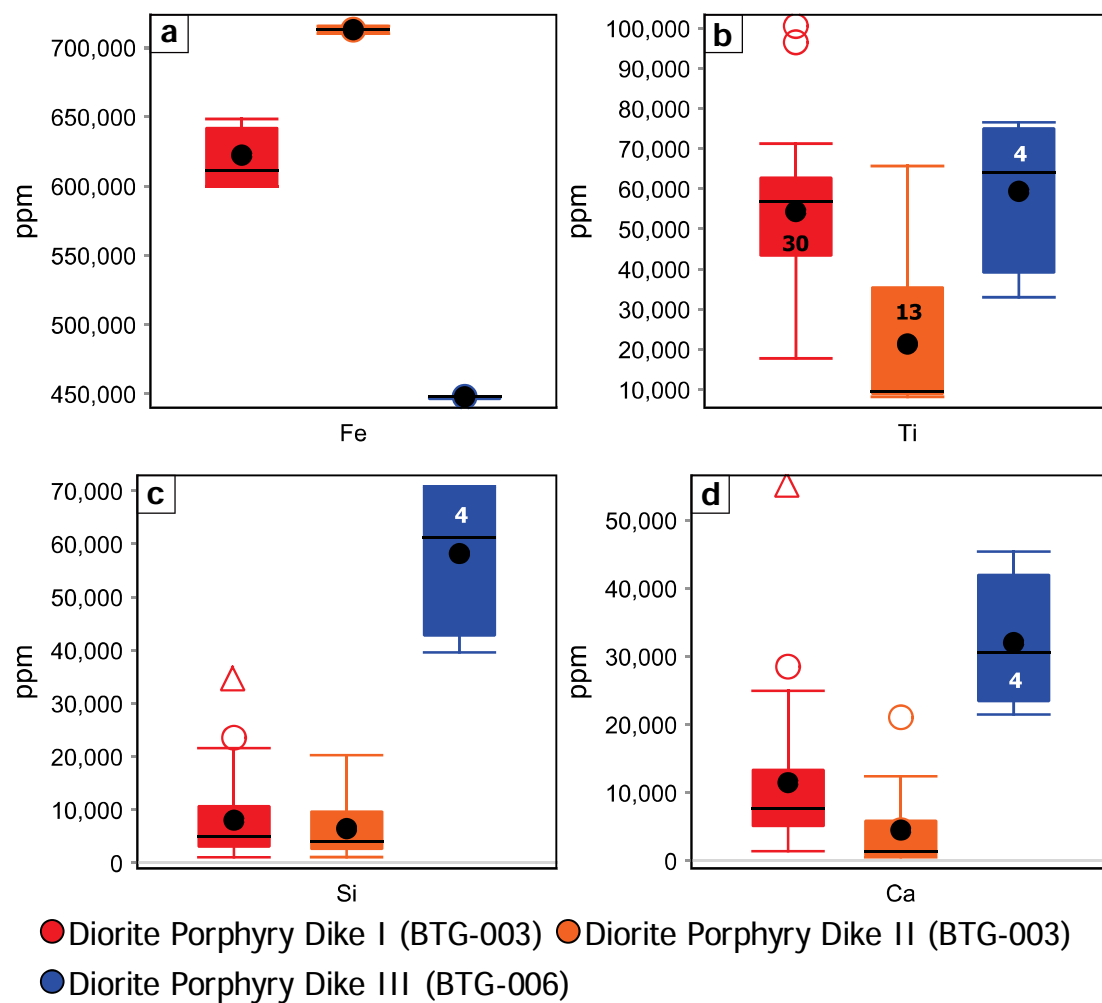 a
700,000
650,000
600,000
550,000
500,000
450,000
ppm
Fe
b
100,000
90,000
80,000
70,000
60,000
50,000
40,000
30,000
20,000
10,000
ppm
30
13
4
Ti
c
70,000
60,000
50,000
40,000
30,000
20,000
10,000
0
ppm
4
Si
d
50,000
40,000
30,000
20,000
10,000
0
ppm
4
Ca
Diorite Porphyry Dike I (BTG-003) Diorite Porphyry Dike II (BTG-003)
Diorite Porphyry Dike III (BTG-006)